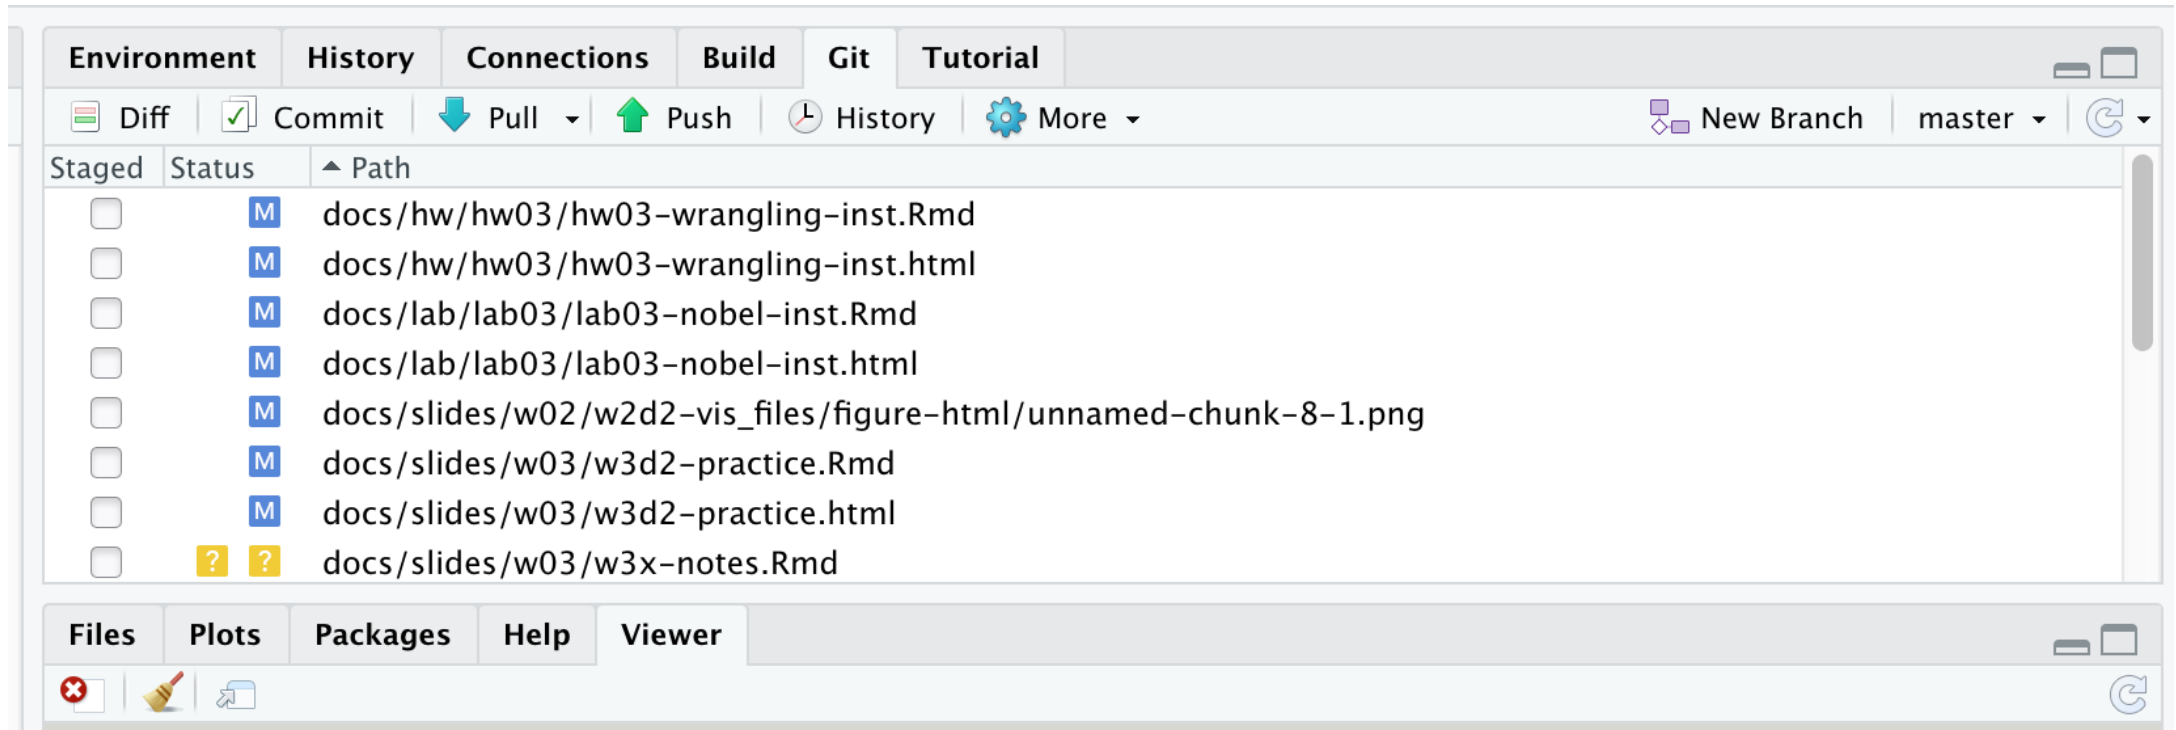 Environment History Connections Build Git Tutorial
Diff Commit Pull Push History More New Branch master
Staged Status Path
M docs/hw/hw03/hw03-wrangling-inst.Rmd
M docs/hw/hw03/hw03-wrangling-inst.html
M docs/lab/lab03/lab03-nobel-inst.Rmd
M docs/lab/lab03/lab03-nobel-inst.html
M docs/slides/w02/w2d2-vis_files/figure-html/unnamed-chunk-8-1.png
M docs/slides/w03/w3d2-practice.Rmd
M docs/slides/w03/w3d2-practice.html
? ? docs/slides/w03/w3x-notes.Rmd
Files Plots Packages Help Viewer